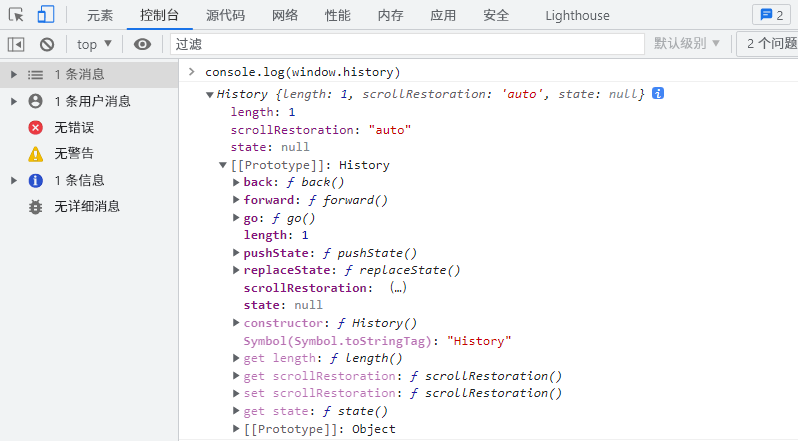 元素 控制台 源代码 网络 性能 内存 应用 安全 Lighthouse 2
top 过滤 默认级别 2 个问题
1 条消息
1 条用户消息
无错误
无警告
1 条信息
无详细消息
console.log(window.history)
History {length: 1, scrollRestoration: 'auto', state: null}
length: 1
scrollRestoration: "auto"
state: null
[[Prototype]]: History
back: ƒ back()
forward: ƒ forward()
go: ƒ go()
length: 1
pushState: ƒ pushState()
replaceState: ƒ replaceState()
scrollRestoration: (…)
state: null
constructor: ƒ History()
Symbol(Symbol.toStringTag): "History"
get length: ƒ length()
get scrollRestoration: ƒ scrollRestoration()
set scrollRestoration: ƒ scrollRestoration()
get state: ƒ state()
[[Prototype]]: Object